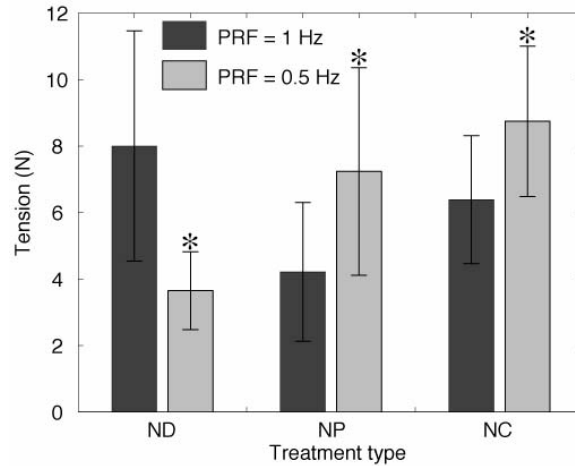 12
10
8
6
4
2
0
Tension (N)
PRF = 1 Hz
PRF = 0.5 Hz
*
*
*
ND
NP
NC
Treatment type